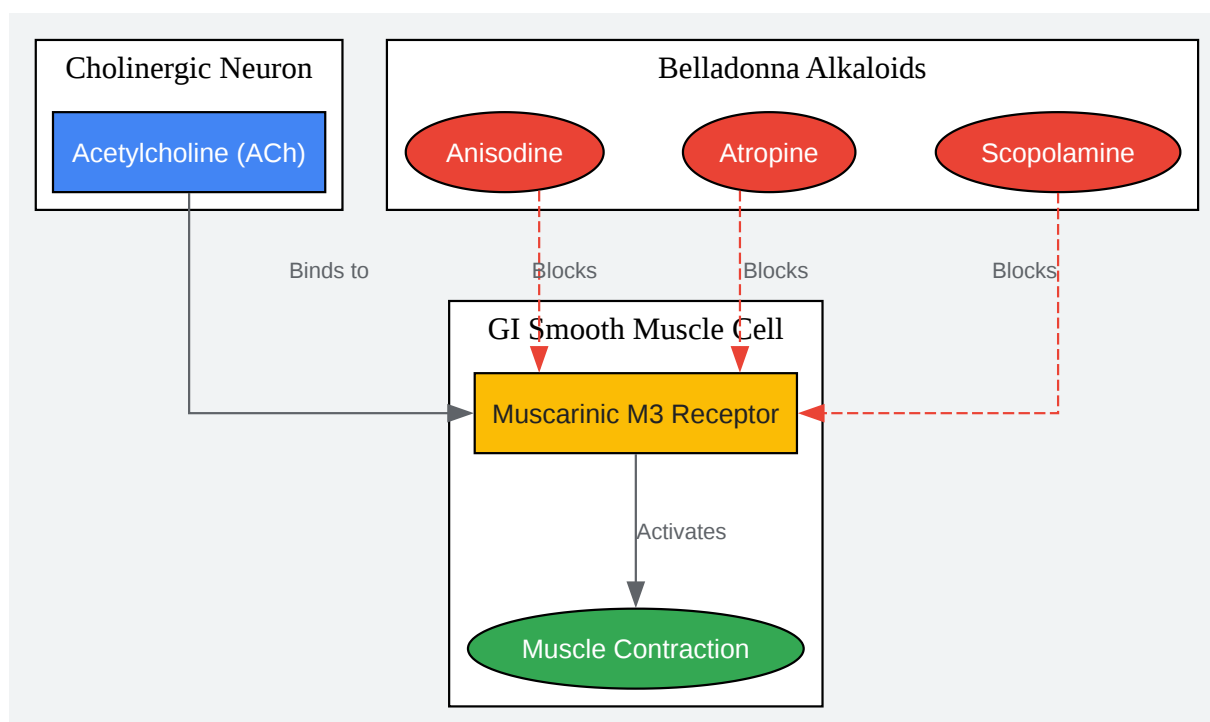 Cholinergic Neuron
Belladonna Alkaloids
Acetylcholine (ACh)
Anisodine
Atropine
Scopolamine
Binds to
Blocks
Blocks
Blocks
GI Smooth Muscle Cell
Muscarinic M3 Receptor
Activates
Muscle Contraction